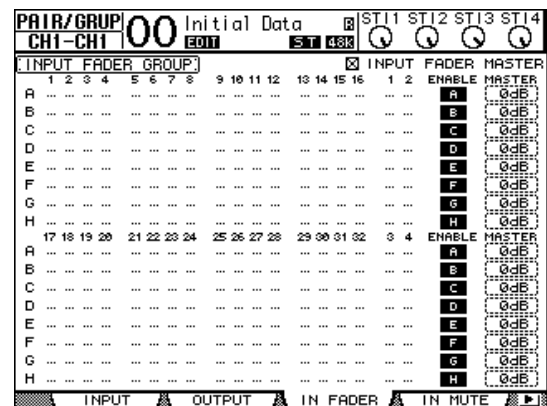 PAIR/GRUP 00 Initial Data R ST11 ST12 ST13 ST14
CH1-CH1 EDIT ST 48K
INPUT FADER GROUP INPUT FADER MASTER
1 2 3 4 5 6 7 8 9 10 11 12 13 14 15 16 1 2 ENABLE MASTER
A A 0dB
B B 0dB
C C 0dB
D D 0dB
E E 0dB
F F 0dB
G G 0dB
H H 0dB
17 18 19 20 21 22 23 24 25 26 27 28 29 30 31 32 3 4 ENABLE MASTER
A A 0dB
B B 0dB
C C 0dB
D D 0dB
E E 0dB
F F 0dB
G G 0dB
H H 0dB
INPUT OUTPUT IN FADER IN MUTE